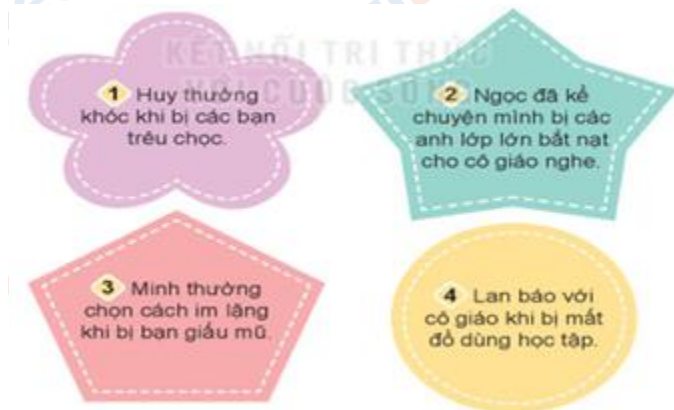 KẾT NỐI TRI THỨC
VỚI CUỘC SỐNG
1 Huy thường
khóc khi bị các bạn
trêu chọc.
2 Ngọc đã kể
chuyện mình bị các
anh lớp lớn bắt nạt
cho cô giáo nghe.
3 Minh thường
chọn cách im lặng
khi bị bạn giấu mũ.
4 Lan báo với
cô giáo khi bị mất
đồ dùng học tập.